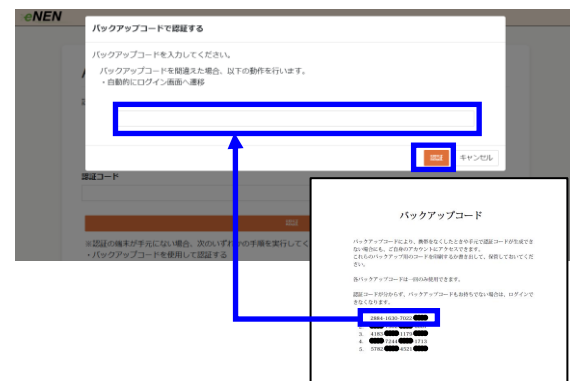 eNEN
バックアップコードで認証する
バックアップコードを入力してください。
バックアップコードを間違えた場合、以下の動作を行います。
・自動的にログイン画面へ遷移
認証 キャンセル
認証コード
認証
※認証の端末が手元にない場合、次のいずれかの手順を実行してく
・バックアップコードを使用して認証する
バックアップコード
バックアップコードにより、携帯をなくしたときや手元で認証コードが生成でき
ない場合にも、ご自身のアカウントにアクセスできます。
これらのバックアップ用のコードを印刷するか書き出して、保管しておいてくだ
さい。
各バックアップコードは一回のみ使用できます。
認証コードが分からず、バックアップコードもお持ちでない場合は、ログインで
きなくなります。
2884-1630-7022
2.
3. 4183 1179
4. 7244 1713
5. 5782 4521